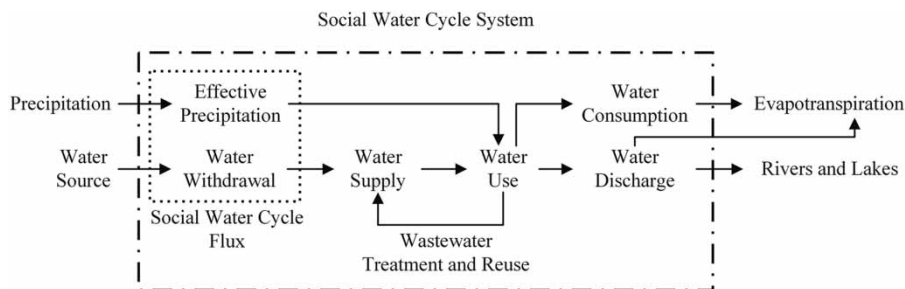 Social Water Cycle System
Precipitation
Effective
Precipitation
Water
Consumption
Evapotranspiration
Water
Source
Water
Withdrawal
Water
Supply
Water
Use
Water
Discharge
Rivers and Lakes
Social Water Cycle
Flux
Wastewater
Treatment and Reuse